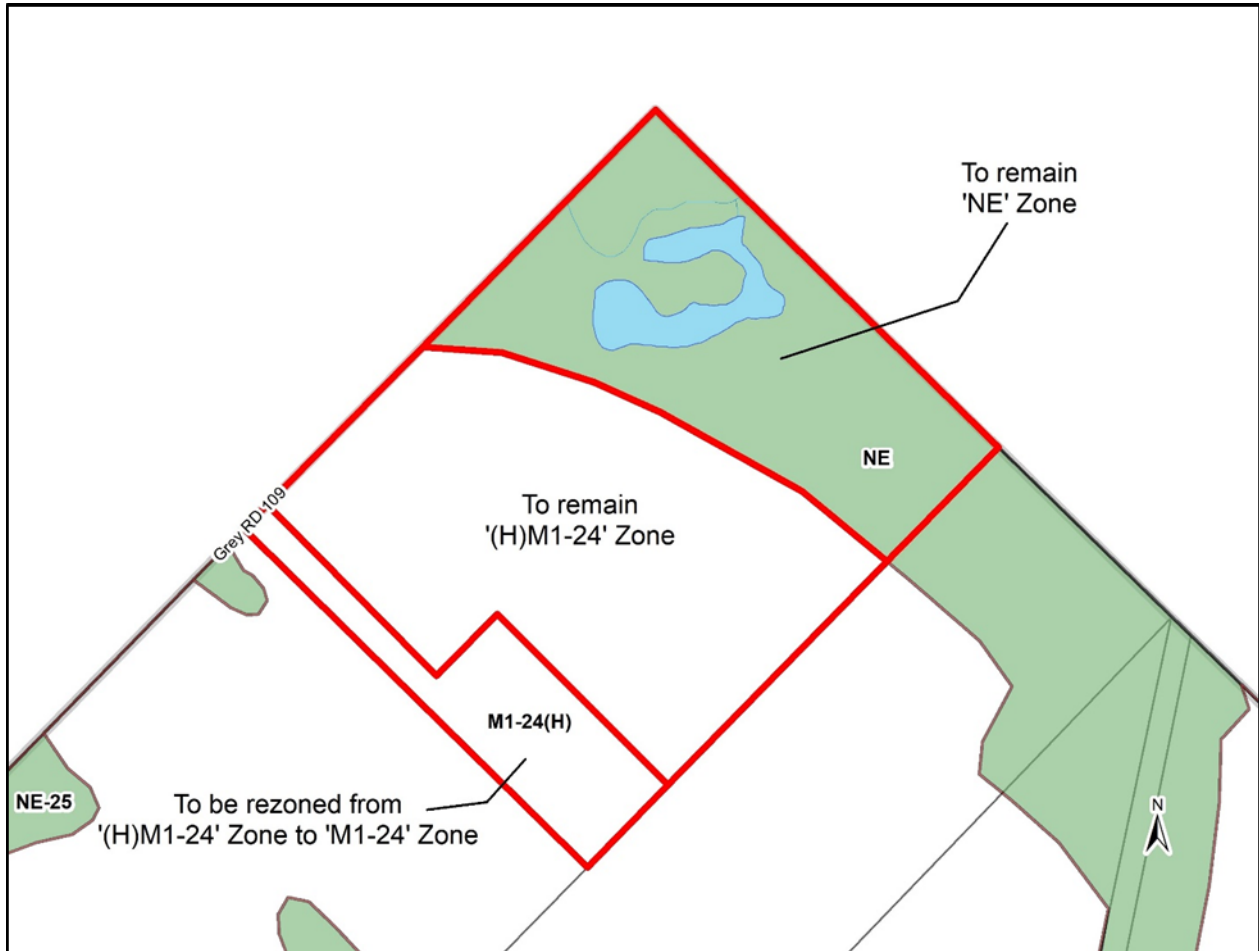 To remain
'NE' Zone
NE
To remain
'(H)M1-24' Zone
Grey RD 109
M1-24(H)
NE-25
To be rezoned from
'(H)M1-24' Zone to 'M1-24' Zone
N